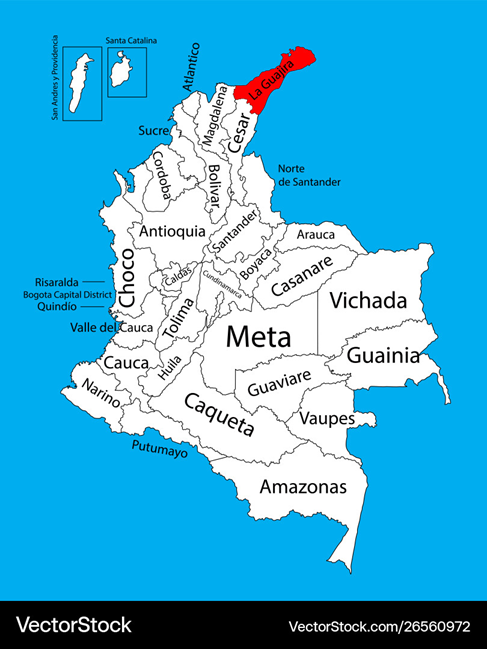 Santa Catalina
San Andres y Providencia
Atlantico
La Guajira
Magdalena
Cesar
Sucre
Cordoba
Bolivar
Norte
de Santander
Santander
Antioquia
Arauca
Boyaca
Casanare
Choco
Caldas
Cundinamarca
Risaralda
Bogota Capital District
Quindio
Vichada
Valle del Cauca
Tolima
Meta
Cauca
Huila
Guainia
Guaviare
Narino
Caqueta
Vaupes
Putumayo
Amazonas
VectorStock
VectorStock.com/26560972